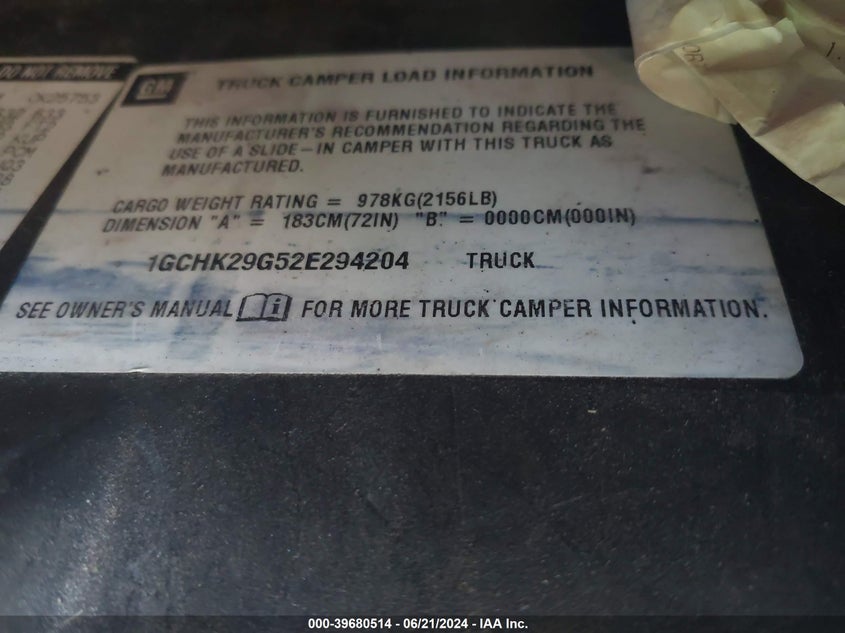 DO NOT REMOVE
CK25753
GM
TRUCK CAMPER LOAD INFORMATION
THIS INFORMATION IS FURNISHED TO INDICATE THE
MANUFACTURER'S RECOMMENDATION REGARDING THE
USE OF A SLIDE-IN CAMPER WITH THIS TRUCK AS
MANUFACTURED.
CARGO WEIGHT RATING = 978KG(2156LB)
DIMENSION "A" = 183CM(72IN) "B" = 0000CM(000IN)
1GCHK29G52E294204 TRUCK
SEE OWNER'S MANUAL i FOR MORE TRUCK CAMPER INFORMATION.
000-39680514 - 06/21/2024 - IAA Inc.